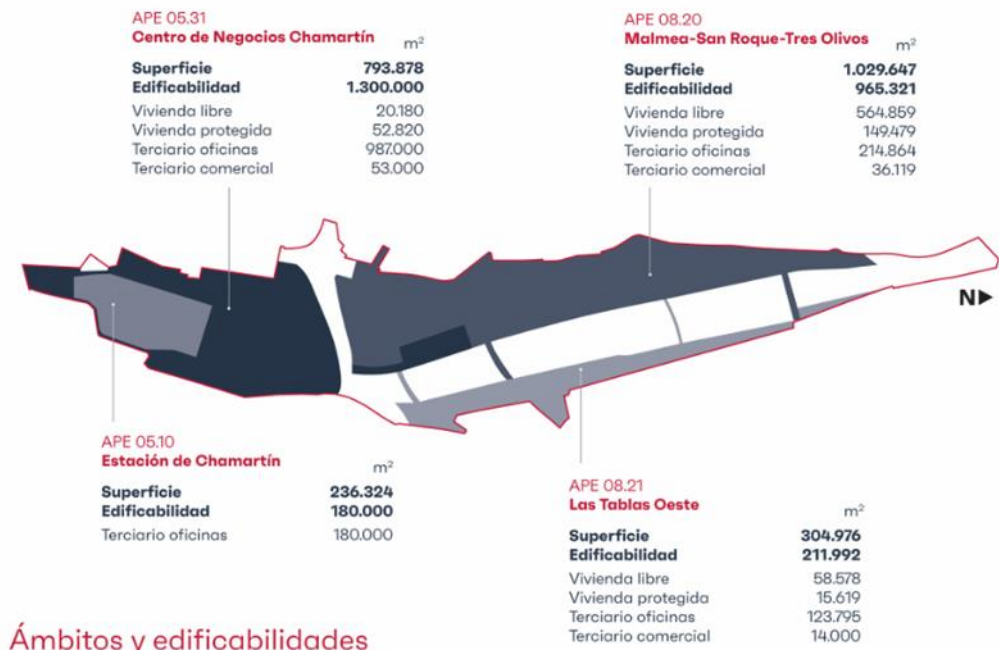 APE 05.31
Centro de Negocios Chamartín m²
Superficie 793.878
Edificabilidad 1.300.000
Vivienda libre 20.180
Vivienda protegida 52.820
Terciario oficinas 987.000
Terciario comercial 53.000
APE 08.20
Malmea-San Roque-Tres Olivos m²
Superficie 1.029.647
Edificabilidad 965.321
Vivienda libre 564.859
Vivienda protegida 149.479
Terciario oficinas 214.864
Terciario comercial 36.119
N
APE 05.10
Estación de Chamartín m²
Superficie 236.324
Edificabilidad 180.000
Terciario oficinas 180.000
APE 08.21
Las Tablas Oeste m²
Superficie 304.976
Edificabilidad 211.992
Vivienda libre 58.578
Vivienda protegida 15.619
Terciario oficinas 123.795
Terciario comercial 14.000
Ámbitos y edificabilidades